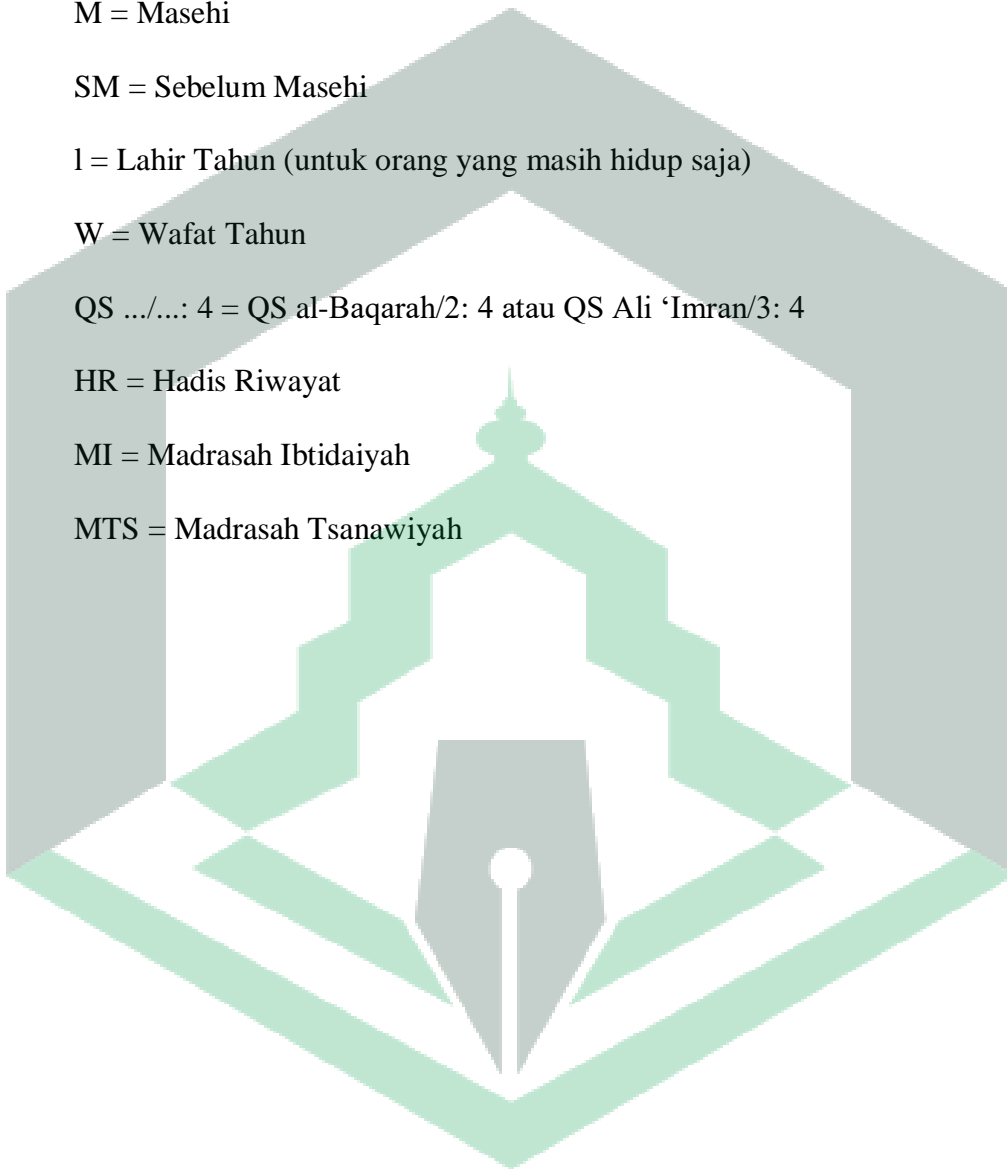 M = Masehi
SM = Sebelum Masehi
l = Lahir Tahun (untuk orang yang masih hidup saja)
W = Wafat Tahun
QS .../...: 4 = QS al-Baqarah/2: 4 atau QS Ali ‘Imran/3: 4
HR = Hadis Riwayat
MI = Madrasah Ibtidaiyah
MTS = Madrasah Tsanawiyah